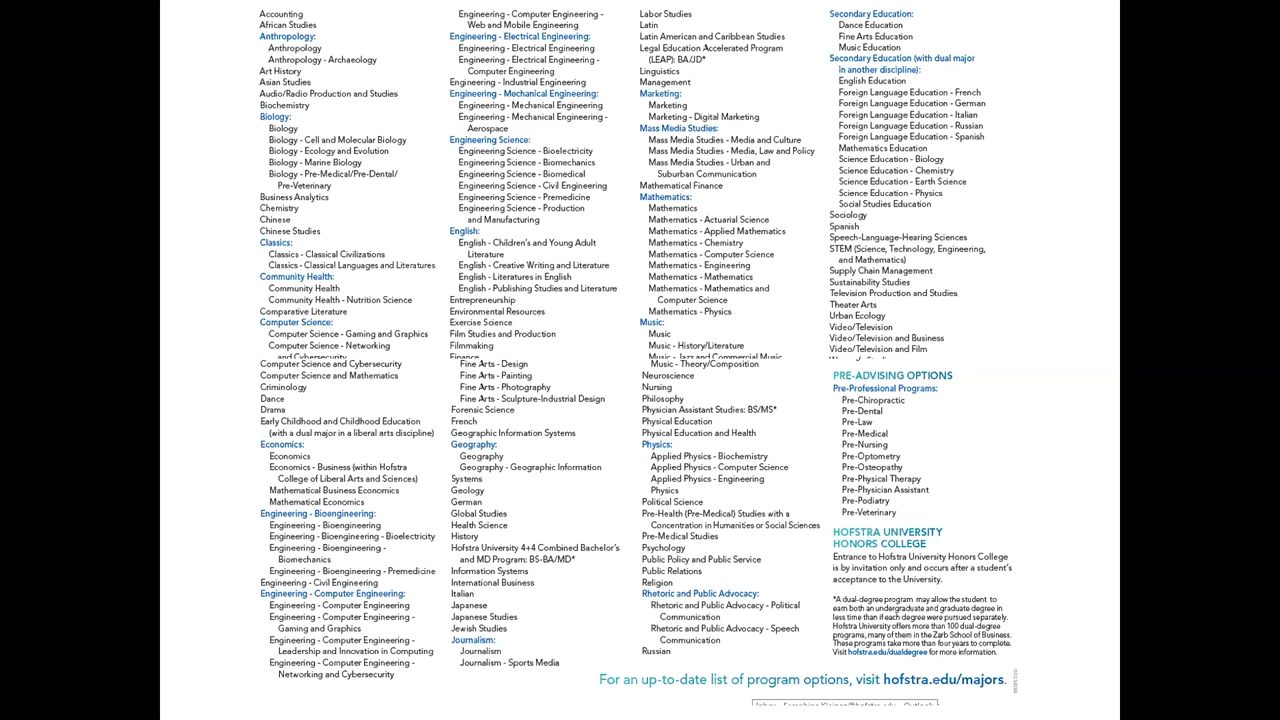 Accounting
African Studies
Anthropology:
Anthropology
Anthropology - Archaeology
Art History
Asian Studies
Audio/Radio Production and Studies
Biochemistry
Biology:
Biology
Biology - Cell and Molecular Biology
Biology - Ecology and Evolution
Biology - Marine Biology
Biology - Pre-Medical/Pre-Dental/
Pre-Veterinary
Business Analytics
Chemistry
Chinese
Chinese Studies
Classics:
Classics - Classical Civilizations
Classics - Classical Languages and Literatures
Community Health:
Community Health
Community Health - Nutrition Science
Comparative Literature
Computer Science:
Computer Science - Gaming and Graphics
Computer Science - Networking
and Cybersecurity
Computer Science and Cybersecurity
Computer Science and Mathematics
Criminology
Dance
Drama
Early Childhood and Childhood Education
(with a dual major in a liberal arts discipline)
Economics:
Economics
Economics - Business (within Hofstra
College of Liberal Arts and Sciences)
Mathematical Business Economics
Mathematical Economics
Engineering - Bioengineering:
Engineering - Bioengineering
Engineering - Bioengineering - Bioelectricity
Engineering - Bioengineering -
Biomechanics
Engineering - Bioengineering - Premedicine
Engineering - Civil Engineering
Engineering - Computer Engineering:
Engineering - Computer Engineering
Engineering - Computer Engineering -
Gaming and Graphics
Engineering - Computer Engineering -
Leadership and Innovation in Computing
Engineering - Computer Engineering -
Networking and Cybersecurity
Engineering - Computer Engineering -
Web and Mobile Engineering
Engineering - Electrical Engineering:
Engineering - Electrical Engineering
Engineering - Electrical Engineering -
Computer Engineering
Engineering - Industrial Engineering
Engineering - Mechanical Engineering:
Engineering - Mechanical Engineering
Engineering - Mechanical Engineering -
Aerospace
Engineering Science:
Engineering Science - Bioelectricity
Engineering Science - Biomechanics
Engineering Science - Biomedical
Engineering Science - Civil Engineering
Engineering Science - Premedicine
Engineering Science - Production
and Manufacturing
English:
English - Children's and Young Adult
Literature
English - Creative Writing and Literature
English - Literatures in English
English - Publishing Studies and Literature
Entrepreneurship
Environmental Resources
Exercise Science
Film Studies and Production
Filmmaking
Finance
Fine Arts - Design
Fine Arts - Painting
Fine Arts - Photography
Fine Arts - Sculpture-Industrial Design
Forensic Science
French
Geographic Information Systems
Geography:
Geography
Geography - Geographic Information
Systems
Geology
German
Global Studies
Health Science
History
Hofstra University 4+4 Combined Bachelor's
and MD Program: BS-BA/MD*
Information Systems
International Business
Italian
Japanese
Japanese Studies
Jewish Studies
Journalism:
Journalism
Journalism - Sports Media
Labor Studies
Latin
Latin American and Caribbean Studies
Legal Education Accelerated Program
(LEAP): BA/JD*
Linguistics
Management
Marketing:
Marketing
Marketing - Digital Marketing
Mass Media Studies:
Mass Media Studies - Media and Culture
Mass Media Studies - Media, Law and Policy
Mass Media Studies - Urban and
Suburban Communication
Mathematical Finance
Mathematics:
Mathematics
Mathematics - Actuarial Science
Mathematics - Applied Mathematics
Mathematics - Chemistry
Mathematics - Computer Science
Mathematics - Engineering
Mathematics - Mathematics
Mathematics - Mathematics and
Computer Science
Mathematics - Physics
Music:
Music
Music - History/Literature
Music - Jazz and Commercial Music
Music - Theory/Composition
Neuroscience
Nursing
Philosophy
Physician Assistant Studies: BS/MS*
Physical Education
Physical Education and Health
Physics:
Applied Physics - Biochemistry
Applied Physics - Computer Science
Applied Physics - Engineering
Physics
Political Science
Pre-Health (Pre-Medical) Studies with a
Concentration in Humanities or Social Sciences
Pre-Medical Studies
Psychology
Public Policy and Public Service
Public Relations
Religion
Rhetoric and Public Advocacy:
Rhetoric and Public Advocacy - Political
Communication
Rhetoric and Public Advocacy - Speech
Communication
Russian
Secondary Education:
Dance Education
Fine Arts Education
Music Education
Secondary Education (with dual major
in another discipline):
English Education
Foreign Language Education - French
Foreign Language Education - German
Foreign Language Education - Italian
Foreign Language Education - Russian
Foreign Language Education - Spanish
Mathematics Education
Science Education - Biology
Science Education - Chemistry
Science Education - Earth Science
Science Education - Physics
Social Studies Education
Sociology
Spanish
Speech-Language-Hearing Sciences
STEM (Science, Technology, Engineering,
and Mathematics)
Supply Chain Management
Sustainability Studies
Television Production and Studies
Theater Arts
Urban Ecology
Video/Television
Video/Television and Business
Video/Television and Film
PRE-ADVISING OPTIONS
Pre-Professional Programs:
Pre-Chiropractic
Pre-Dental
Pre-Law
Pre-Medical
Pre-Nursing
Pre-Optometry
Pre-Osteopathy
Pre-Physical Therapy
Pre-Physician Assistant
Pre-Podiatry
Pre-Veterinary
HOFSTRA UNIVERSITY
HONORS COLLEGE
Entrance to Hofstra University Honors College
is by invitation only and occurs after a student's
acceptance to the University.
*A dual-degree program may allow the student to
earn both an undergraduate and graduate degree in
less time than if each degree were pursued separately.
Hofstra University offers more than 100 dual-degree
programs, many of them in the Zarb School of Business.
These programs take more than four years to complete.
Visit hofstra.edu/dualdegree for more information.
For an up-to-date list of program options, visit hofstra.edu/majors.